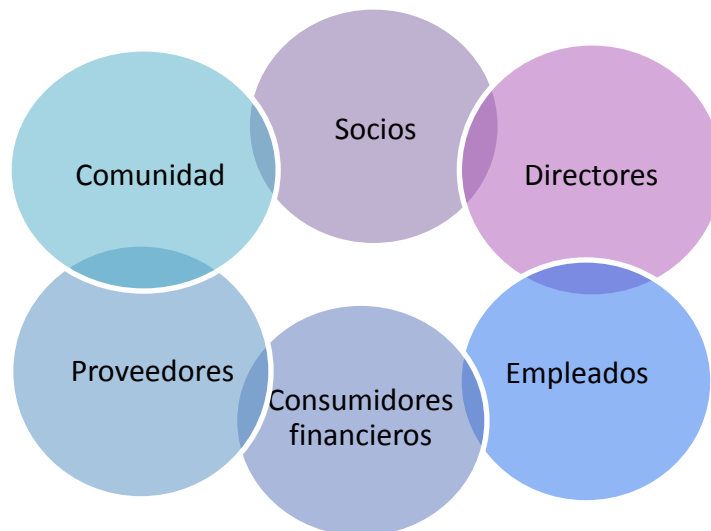 Socios
Comunidad
Directores
Proveedores
Empleados
Consumidores
financieros